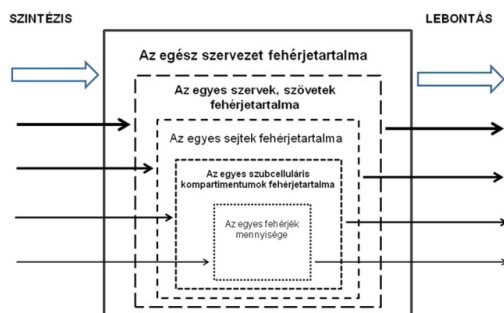 SZINTÉZIS
LEBONTÁS
Az egész szervezet fehérjetartalma
Az egyes szervek, szövetek
fehérjetartalma
Az egyes sejtek fehérjetartalma
Az egyes szubcelluláris
kompartimentumok fehérjetartalma
Az egyes fehérjék
mennyisége